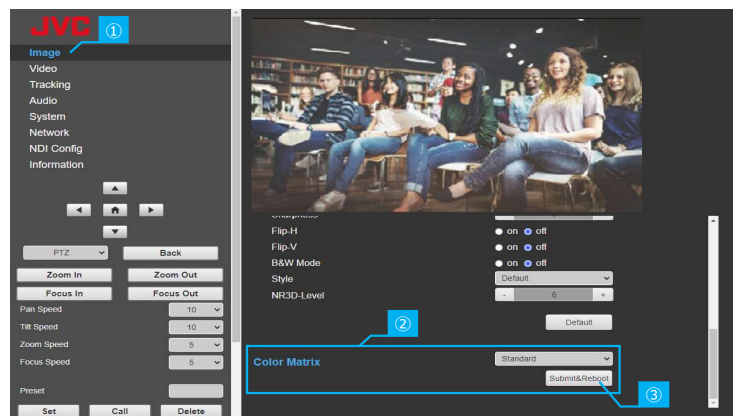 JVC
①
Image
Video
Tracking
Audio
System
Network
NDI Config
Information
PTZ
Back
Zoom In
Zoom Out
Focus In
Focus Out
Pan Speed 10
Tilt Speed 10
Zoom Speed 5
Focus Speed 5
Preset
Set Call Delete
Flip-H on off
Flip-V on off
B&W Mode on off
Style Default
NR3D-Level - 6 +
Default
②
Color Matrix Standard
Submit&Reboot
③